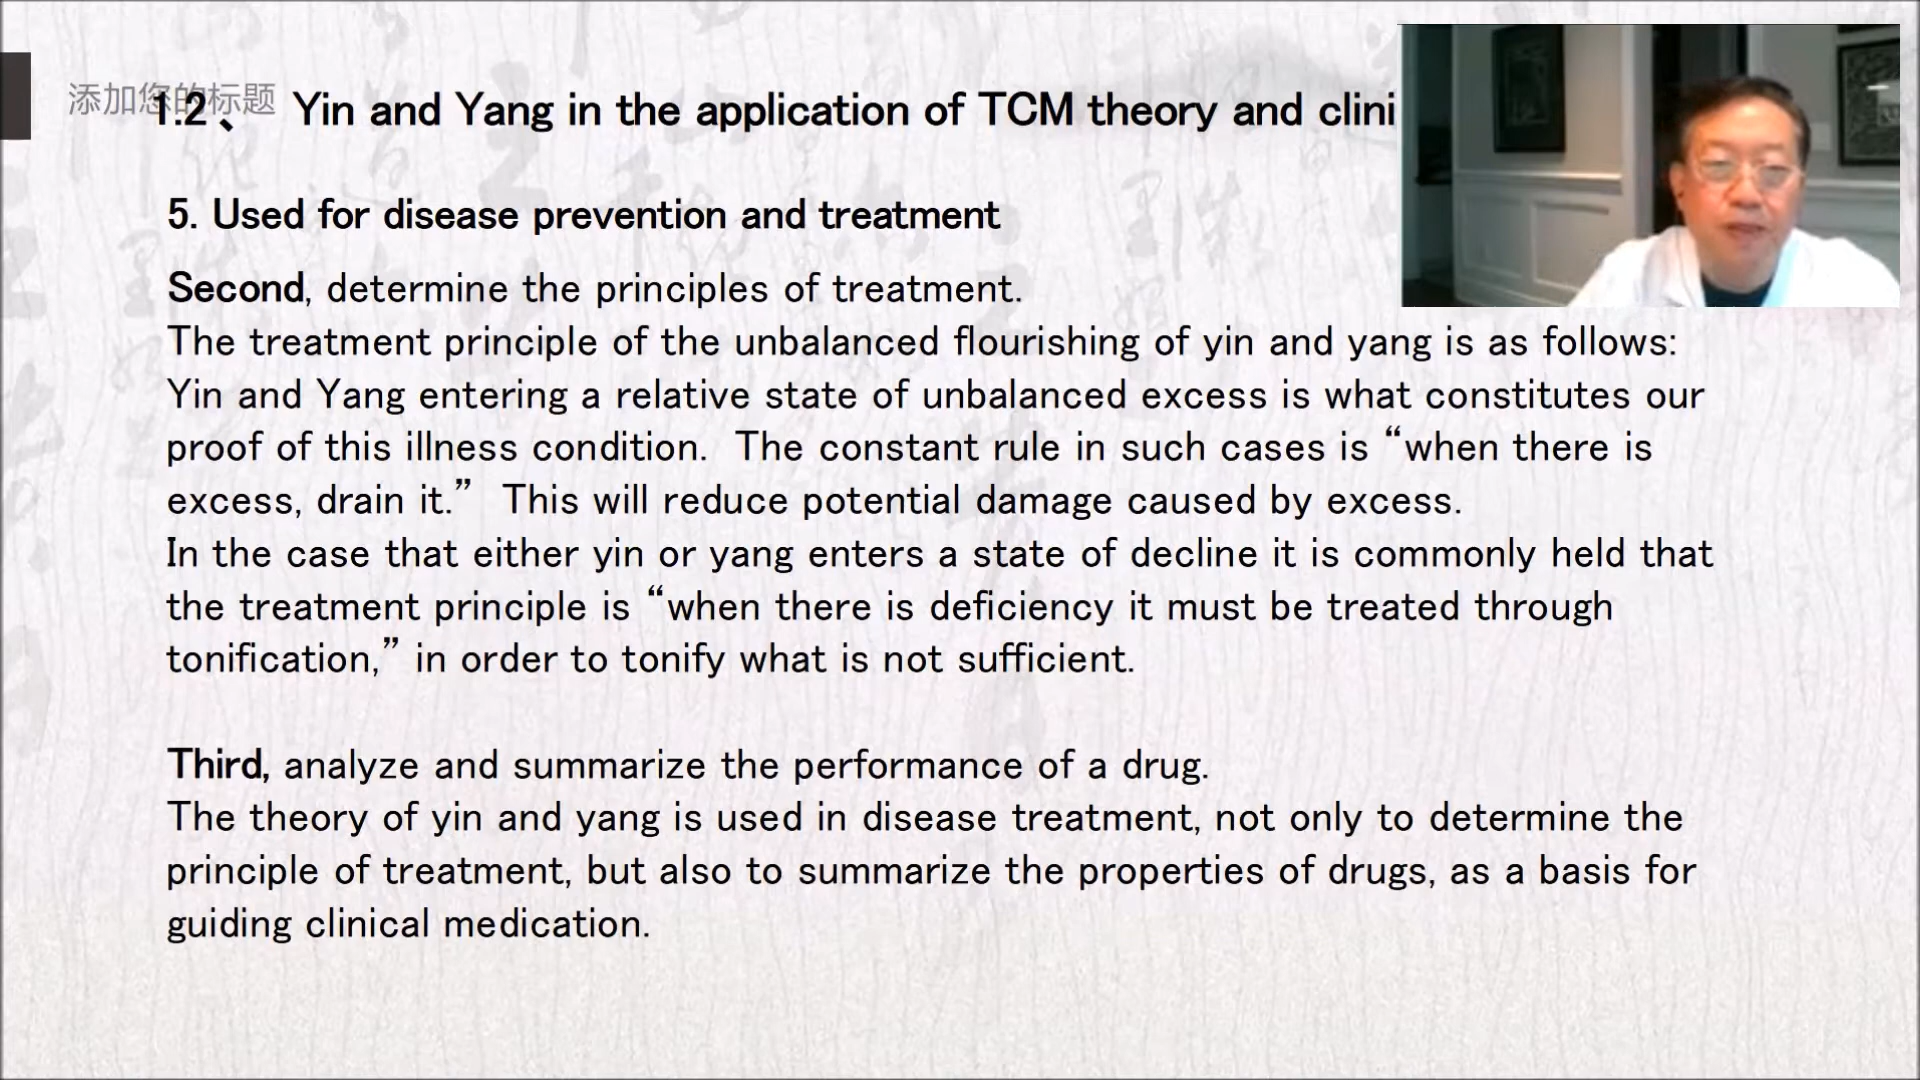 添加您的标题
1.2、 Yin and Yang in the application of TCM theory and clini
5. Used for disease prevention and treatment
Second, determine the principles of treatment.
The treatment principle of the unbalanced flourishing of yin and yang is as follows:
Yin and Yang entering a relative state of unbalanced excess is what constitutes our
proof of this illness condition. The constant rule in such cases is “when there is
excess, drain it.” This will reduce potential damage caused by excess.
In the case that either yin or yang enters a state of decline it is commonly held that
the treatment principle is “when there is deficiency it must be treated through
tonification,” in order to tonify what is not sufficient.
Third, analyze and summarize the performance of a drug.
The theory of yin and yang is used in disease treatment, not only to determine the
principle of treatment, but also to summarize the properties of drugs, as a basis for
guiding clinical medication.